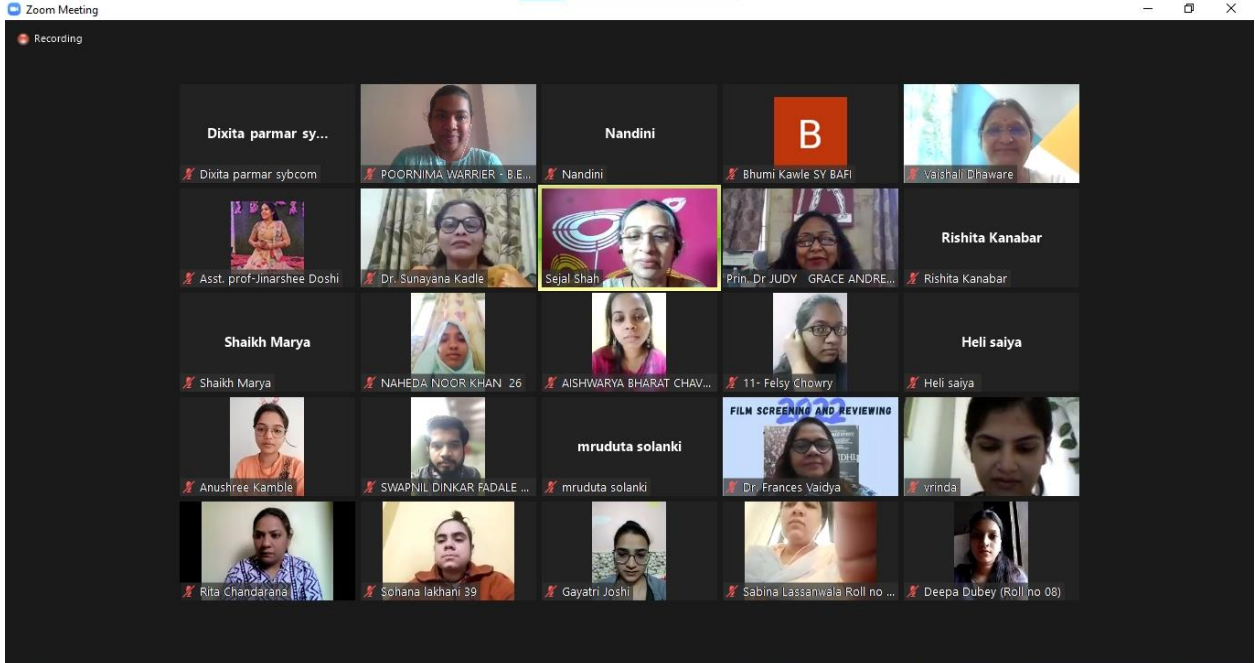 Zoom Meeting
Recording
Dixita parmar sy...
Dixita parmar sybcom
POORNIMA WARRIER - B.E...
Nandini
Nandini
B
Bhumi Kawle SY BAFI
Vaishali Dhaware
Asst. prof-Jinarshee Doshi
Dr. Sunayana Kadle
Sejal Shah
Prin. Dr JUDY GRACE ANDRE...
Rishita Kanabar
Rishita Kanabar
Shaikh Marya
Shaikh Marya
NAHEDA NOOR KHAN 26
AISHWARYA BHARAT CHAV...
11- Felsy Chowry
Heli saiya
Heli saiya
Anushree Kamble
SWAPNIL DINKAR FADALE ...
mruduta solanki
mruduta solanki
2022
FILM SCREENING AND REVIEWING
Dr. Frances Vaidya
vrinda
Rita Chandarana
Sohana lakhani 39
Gayatri Joshi
Sabina Lassanwala Roll no ...
Deepa Dubey (Roll no 08)